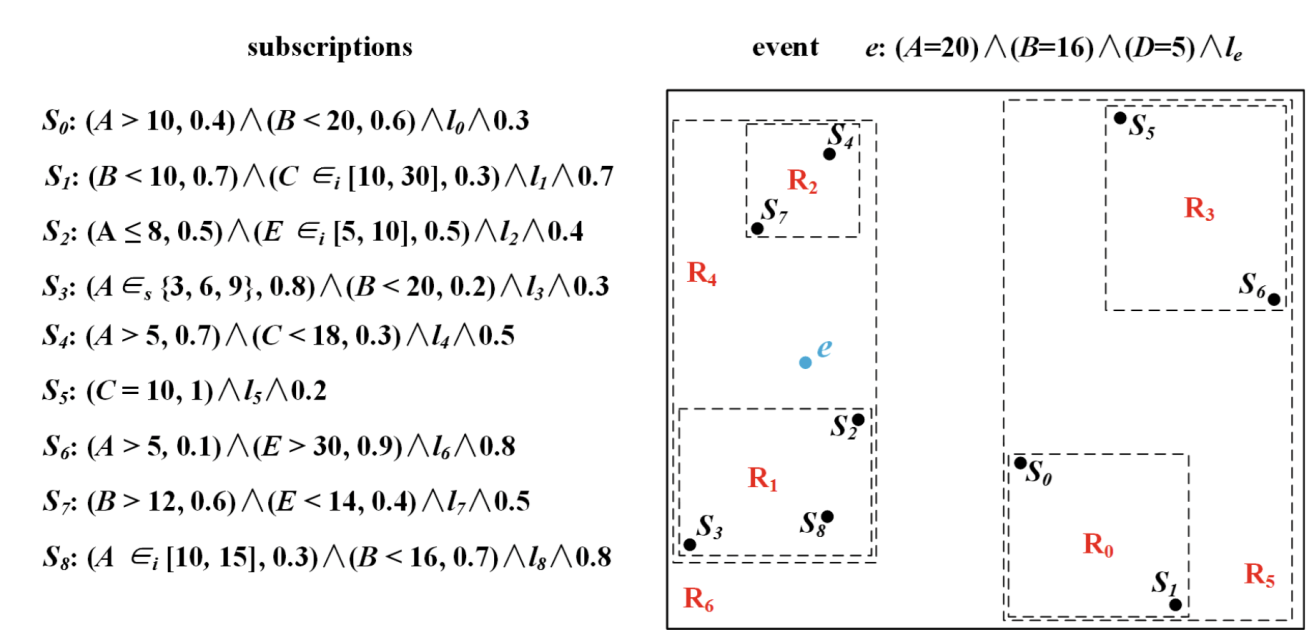 subscriptions
S0: (A > 10, 0.4)∧(B < 20, 0.6)∧l0∧0.3
S1: (B < 10, 0.7)∧(C ∈i [10, 30], 0.3)∧l1∧0.7
S2: (A ≤ 8, 0.5)∧(E ∈i [5, 10], 0.5)∧l2∧0.4
S3: (A ∈s {3, 6, 9}, 0.8)∧(B < 20, 0.2)∧l3∧0.3
S4: (A > 5, 0.7)∧(C < 18, 0.3)∧l4∧0.5
S5: (C = 10, 1)∧l5∧0.2
S6: (A > 5, 0.1)∧(E > 30, 0.9)∧l6∧0.8
S7: (B > 12, 0.6)∧(E < 14, 0.4)∧l7∧0.5
S8: (A ∈i [10, 15], 0.3)∧(B < 16, 0.7)∧l8∧0.8
event e: (A=20)∧(B=16)∧(D=5)∧le
S4
R2
S7
R4
e
S2
R1
S8
S3
R6
S5
R3
S6
S0
R0
S1
R5